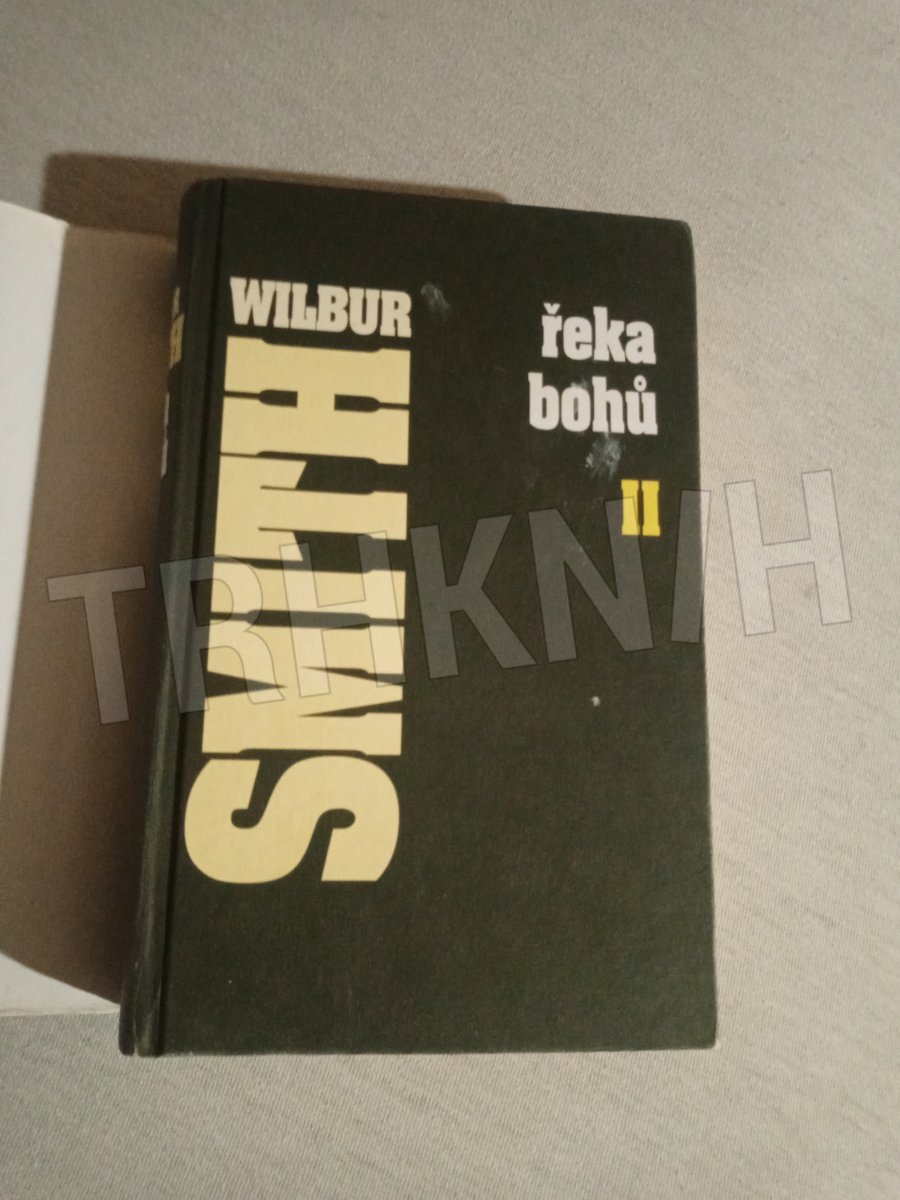 WILBUR
SMITH
řeka
bohů
II
TRHKNIH